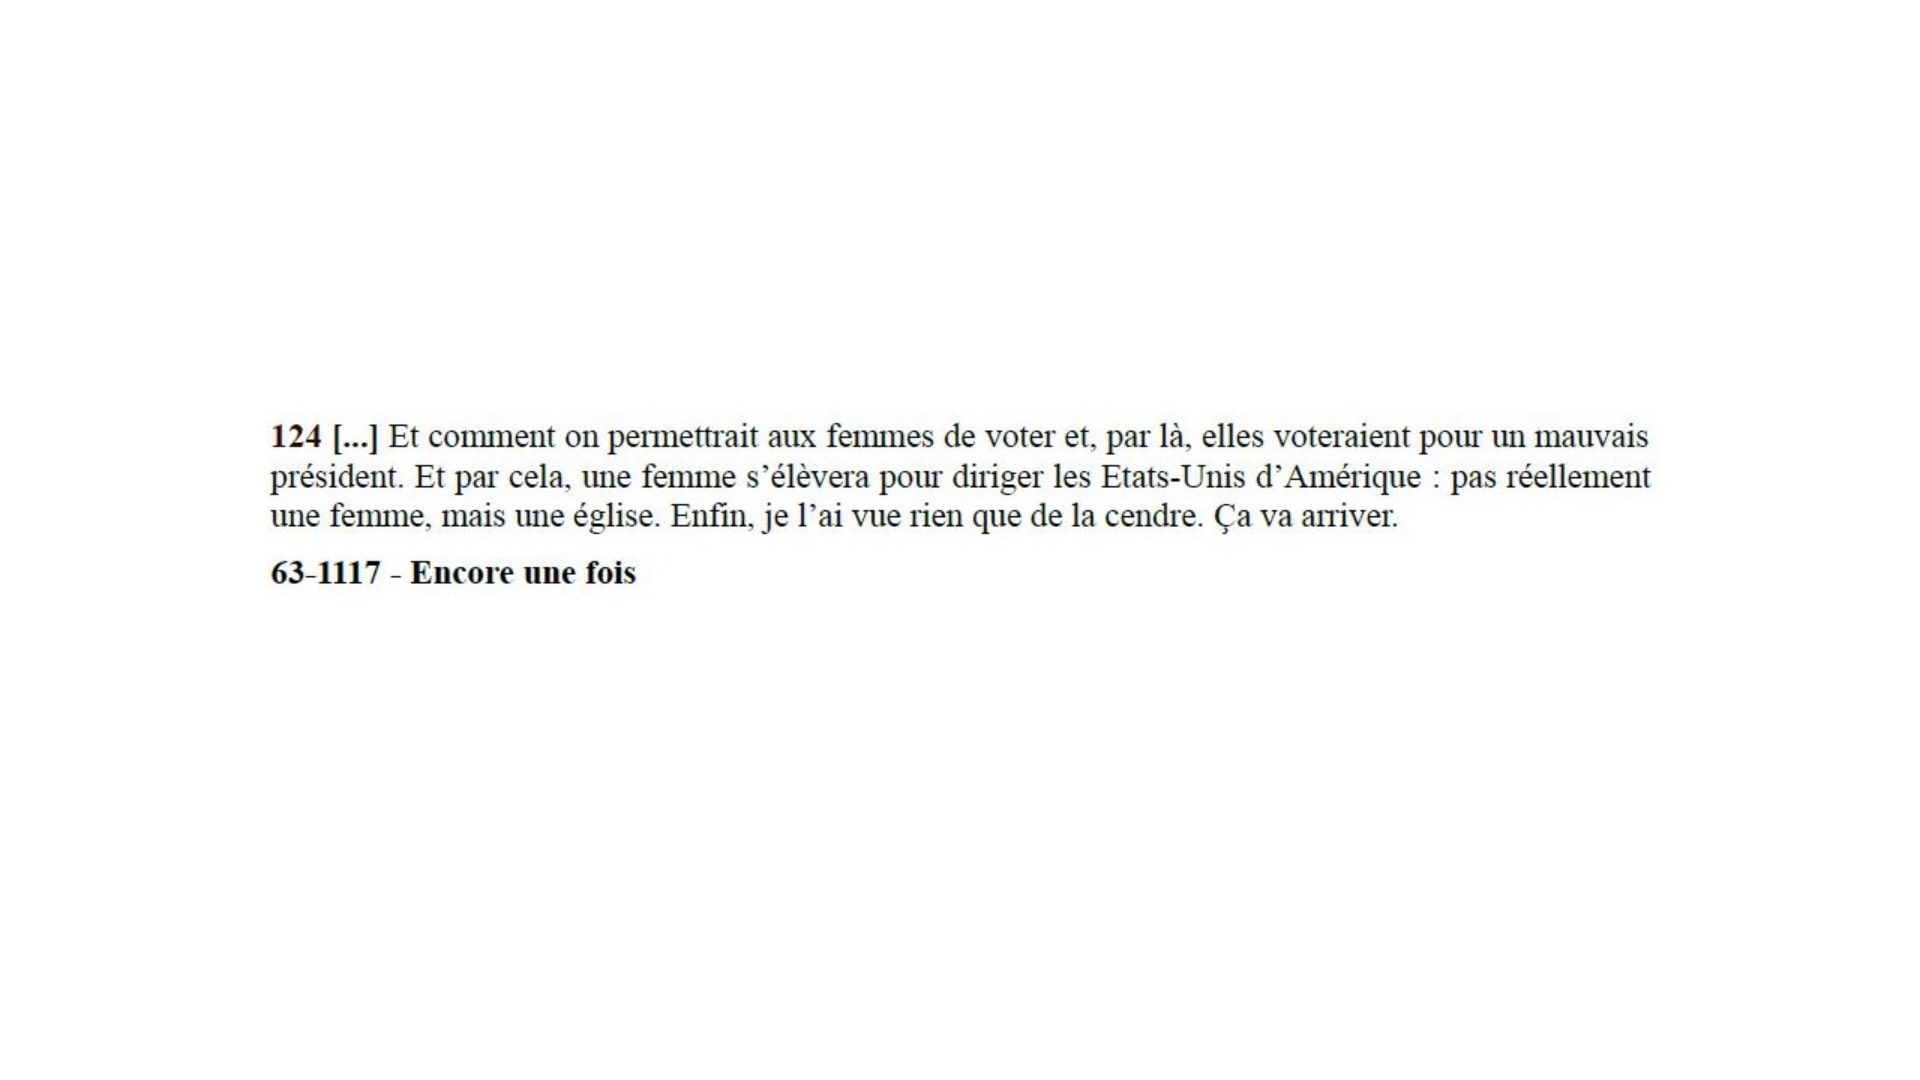 124 [...] Et comment on permettrait aux femmes de voter et, par là, elles voteraient pour un mauvais
président. Et par cela, une femme s’élèvera pour diriger les Etats-Unis d’Amérique : pas réellement
une femme, mais une église. Enfin, je l’ai vue rien que de la cendre. Ça va arriver.
63-1117 - Encore une fois